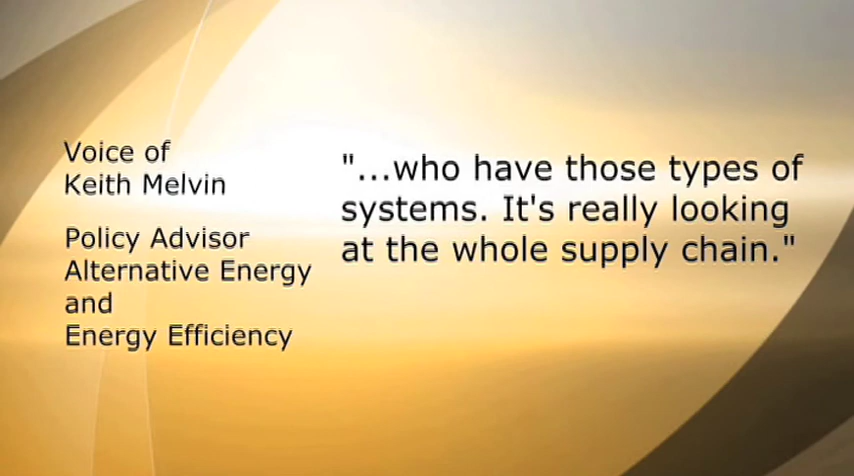 Voice of
Keith Melvin
Policy Advisor
Alternative Energy
and
Energy Efficiency
"...who have those types of
systems. It's really looking
at the whole supply chain."